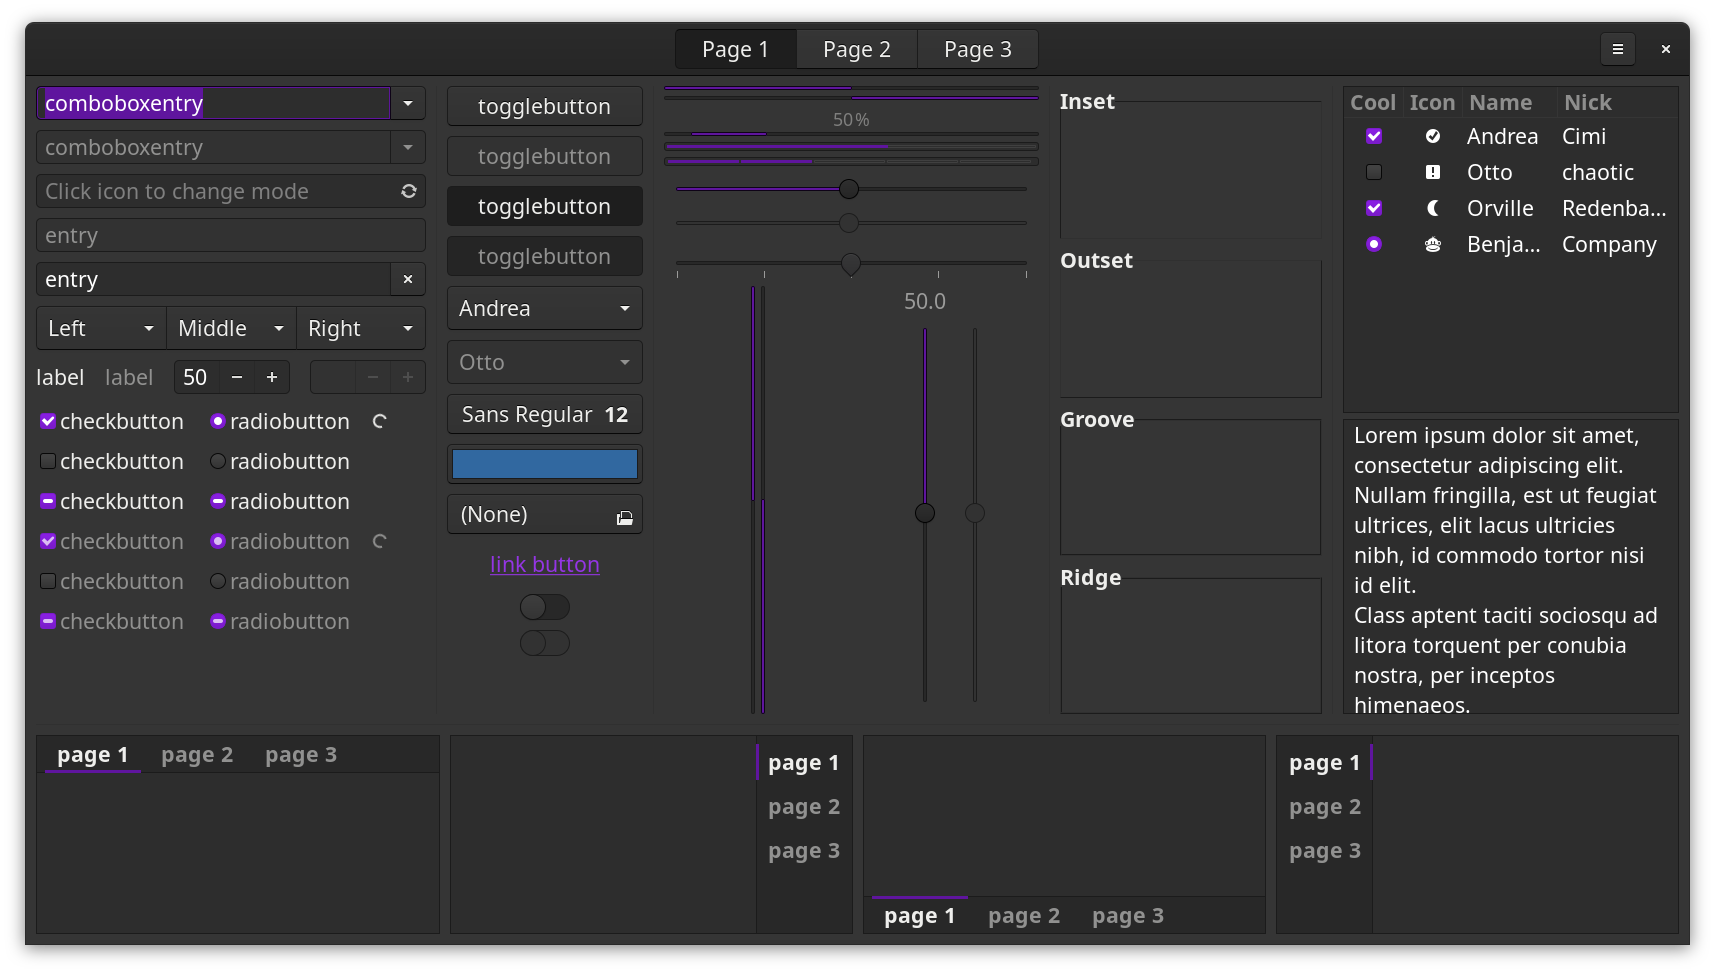 Page 1 Page 2 Page 3
comboboxentry
comboboxentry
Click icon to change mode
entry
entry
Left Middle Right
label label 50
checkbutton radiobutton
checkbutton radiobutton
checkbutton radiobutton
checkbutton radiobutton
checkbutton radiobutton
checkbutton radiobutton
togglebutton
togglebutton
togglebutton
togglebutton
Andrea
Otto
Sans Regular 12
(None)
link button
50%
50.0
Inset
Outset
Groove
Ridge
Cool Icon Name Nick
Andrea Cimi
Otto chaotic
Orville Redenba...
Benja... Company
Lorem ipsum dolor sit amet,
consectetur adipiscing elit.
Nullam fringilla, est ut feugiat
ultrices, elit lacus ultricies
nibh, id commodo tortor nisi
id elit.
Class aptent taciti sociosqu ad
litora torquent per conubia
nostra, per inceptos
himenaeos.
page 1 page 2 page 3
page 1
page 2
page 3
page 1 page 2 page 3
page 1
page 2
page 3